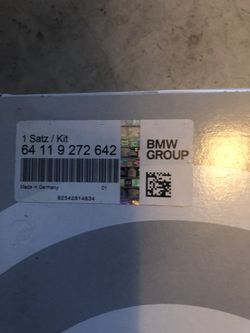 1 Satz / Kit
64 11 9 272 642
BMW
GROUP
Made in Germany
01
82542814834